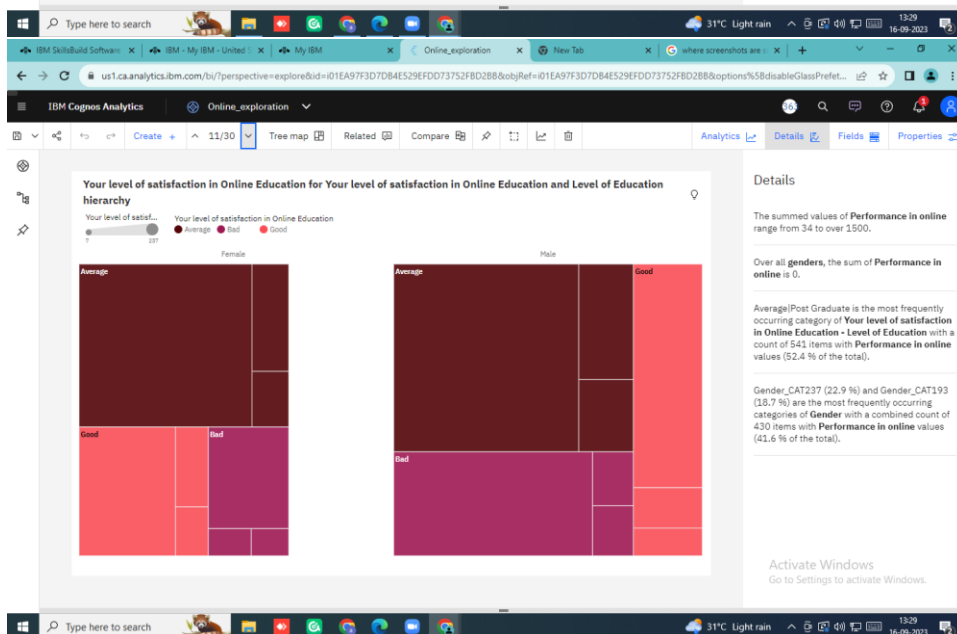 Type here to search
31°C Light rain
13:29
16-09-2023
2
IBM SkillsBuild Software
IBM - My IBM - United S
My IBM
Online_exploration
New Tab
where screenshots are s
us1.ca.analytics.ibm.com/bi/?perspective=explore&id=i01EA97F3D7DB4E529EFDD73752FBD2BB&objRef=i01EA97F3D7DB4E529EFDD73752FBD2BB&options%5BdisableGlassPrefet...
IBM Cognos Analytics
Online_exploration
363
1
Create +
11/30
Tree map
Related
Compare
Analytics
Details
Fields
Properties
Your level of satisfaction in Online Education for Your level of satisfaction in Online Education and Level of Education
hierarchy
Your level of satisf...
7
237
Your level of satisfaction in Online Education
Average
Bad
Good
Female
Male
Average
Good
Bad
Average
Good
Bad
Details
The summed values of Performance in online
range from 34 to over 1500.
Over all genders, the sum of Performance in
online is 0.
Average|Post Graduate is the most frequently
occurring category of Your level of satisfaction
in Online Education - Level of Education with a
count of 541 items with Performance in online
values (52.4 % of the total).
Gender_CAT237 (22.9 %) and Gender_CAT193
(18.7 %) are the most frequently occurring
categories of Gender with a combined count of
430 items with Performance in online values
(41.6 % of the total).
Activate Windows
Go to Settings to activate Windows.
Type here to search
31°C Light rain
13:29
16-09-2023